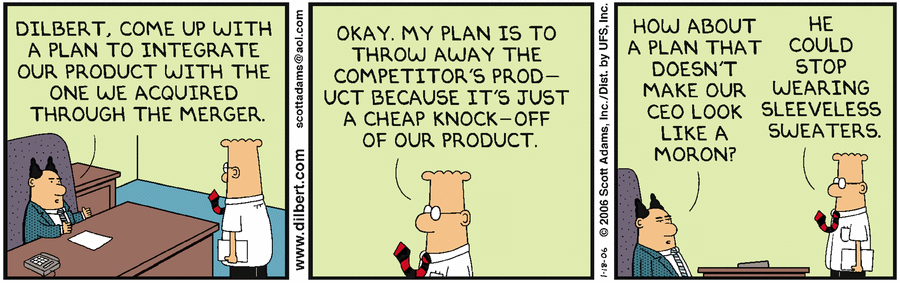 DILBERT, COME UP WITH
A PLAN TO INTEGRATE
OUR PRODUCT WITH THE
ONE WE ACQUIRED
THROUGH THE MERGER.
www.dilbert.com
scottadams@aol.com
OKAY. MY PLAN IS TO
THROW AWAY THE
COMPETITOR'S PROD-
UCT BECAUSE IT'S JUST
A CHEAP KNOCK-OFF
OF OUR PRODUCT.
1-18-06 © 2006 Scott Adams, Inc./Dist. by UFS, Inc.
HOW ABOUT
A PLAN THAT
DOESN'T
MAKE OUR
CEO LOOK
LIKE A
MORON?
HE
COULD
STOP
WEARING
SLEEVELESS
SWEATERS.